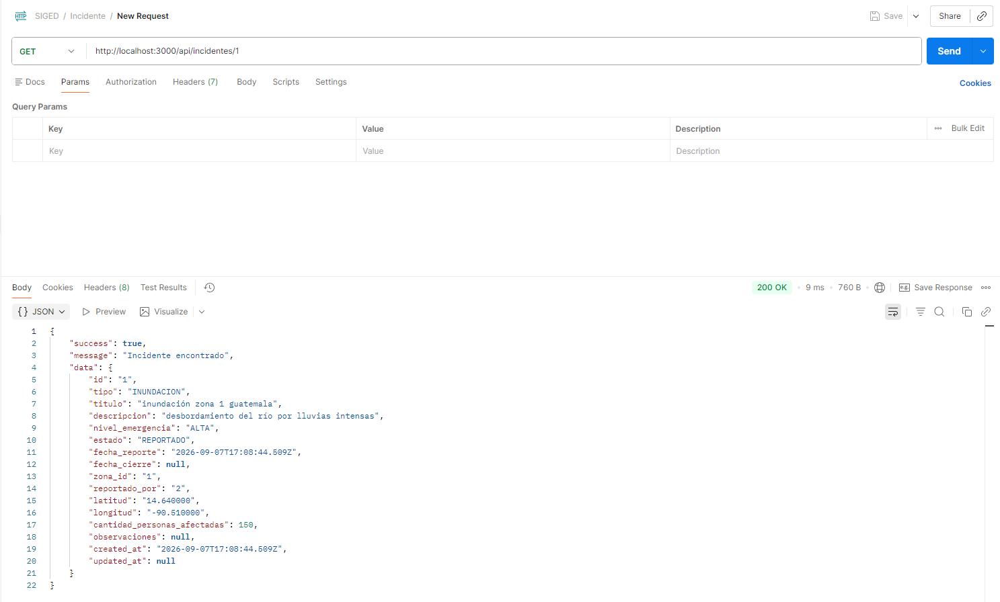 HTTP SIGED / Incidente / New Request Save Share
GET http://localhost:3000/api/incidentes/1 Send
Docs Params Authorization Headers (7) Body Scripts Settings Cookies
Query Params
Key Value Description Bulk Edit
Key Value Description
Body Cookies Headers (8) Test Results 200 OK • 9 ms • 760 B • e.g. Save Response
{} JSON Preview Visualize
1 {
2 "success": true,
3 "message": "Incidente encontrado",
4 "data": {
5 "id": "1",
6 "tipo": "INUNDACION",
7 "titulo": "inundación zona 1 guatemala",
8 "descripcion": "desbordamiento del río por lluvias intensas",
9 "nivel_emergencia": "ALTA",
10 "estado": "REPORTADO",
11 "fecha_reporte": "2026-09-07T17:08:44.509Z",
12 "fecha_cierre": null,
13 "zona_id": "1",
14 "reportado_por": "2",
15 "latitud": "14.640000",
16 "longitud": "-90.510000",
17 "cantidad_personas_afectadas": 150,
18 "observaciones": null,
19 "created_at": "2026-09-07T17:08:44.509Z",
20 "updated_at": null
21 }
22 }